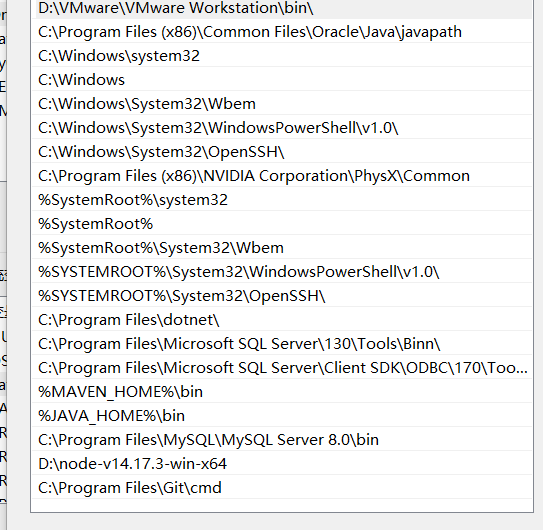 D:\VMware\VMware Workstation\bin\
C:\Program Files (x86)\Common Files\Oracle\Java\javapath
C:\Windows\system32
C:\Windows
C:\Windows\System32\Wbem
C:\Windows\System32\WindowsPowerShell\v1.0\
C:\Windows\System32\OpenSSH\
C:\Program Files (x86)\NVIDIA Corporation\PhysX\Common
%SystemRoot%\system32
%SystemRoot%
%SystemRoot%\System32\Wbem
%SYSTEMROOT%\System32\WindowsPowerShell\v1.0\
%SYSTEMROOT%\System32\OpenSSH\
C:\Program Files\dotnet\
C:\Program Files\Microsoft SQL Server\130\Tools\Binn\
C:\Program Files\Microsoft SQL Server\Client SDK\ODBC\170\Too...
%MAVEN_HOME%\bin
%JAVA_HOME%\bin
C:\Program Files\MySQL\MySQL Server 8.0\bin
D:\node-v14.17.3-win-x64
C:\Program Files\Git\cmd